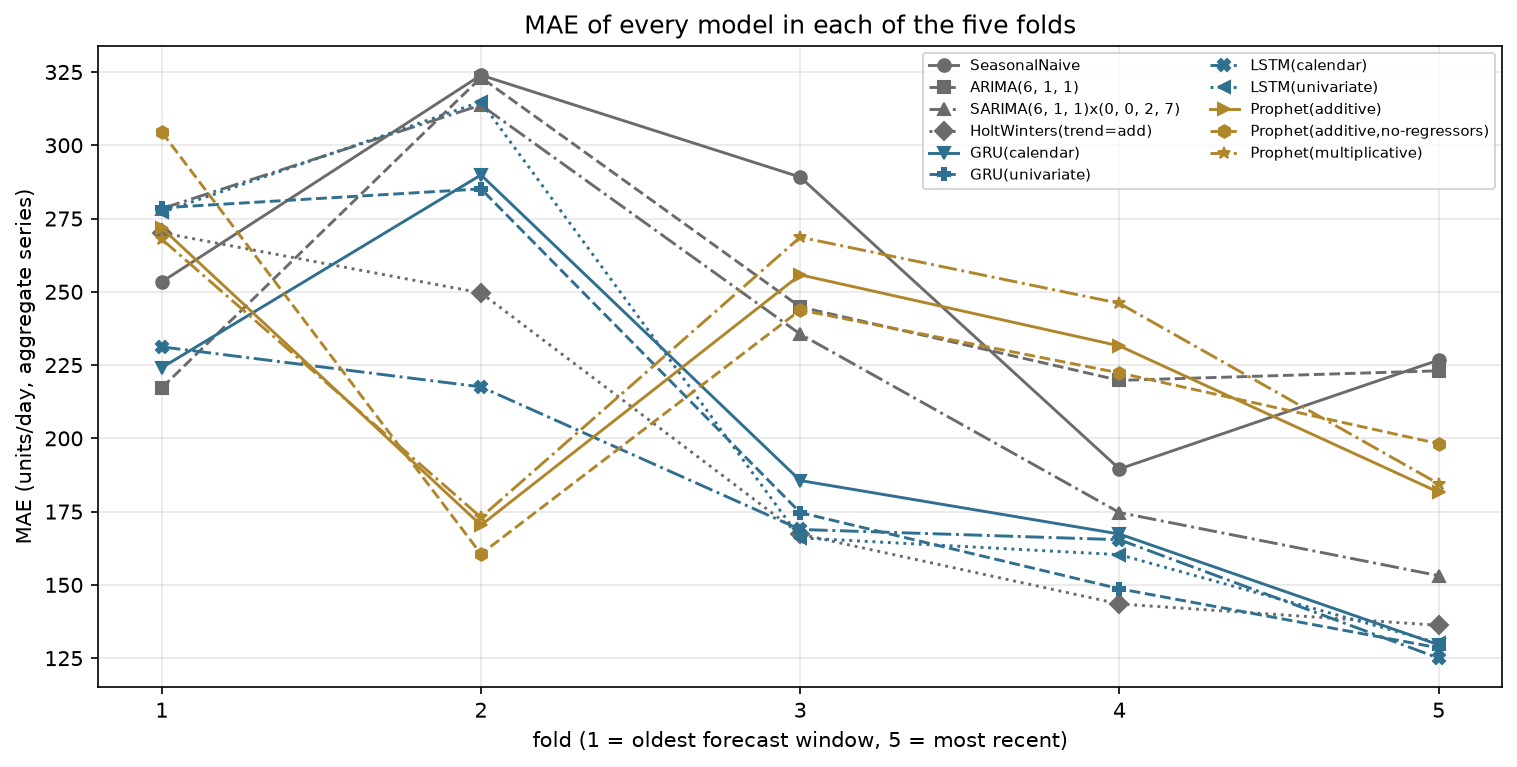 MAE of every model in each of the five folds
MAE (units/day, aggregate series)
325
300
275
250
225
200
175
150
125
SeasonalNaive
ARIMA(6, 1, 1)
SARIMA(6, 1, 1)x(0, 0, 2, 7)
HoltWinters(trend=add)
GRU(calendar)
GRU(univariate)
LSTM(calendar)
LSTM(univariate)
Prophet(additive)
Prophet(additive,no-regressors)
Prophet(multiplicative)
1 2 3 4 5
fold (1 = oldest forecast window, 5 = most recent)